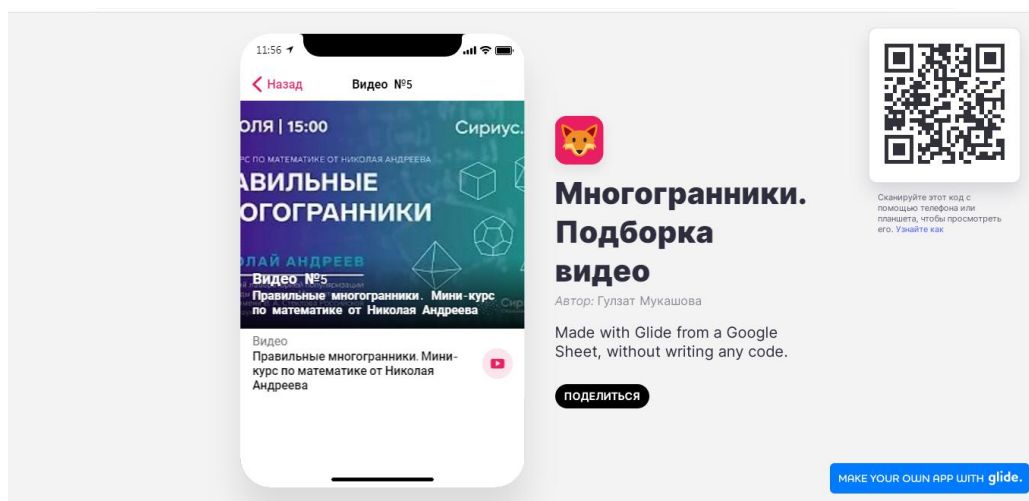 11:56
Назад
Видео №5
ОЛЯ | 15:00
Сириус.
РС ПО МАТЕМАТИКЕ ОТ НИКОЛАЯ АНДРЕЕВА
АВИЛЬНЫЕ
ОГОГРАННИКИ
ЛАЙ АНДРЕЕВ
Видео №5
Правильные многогранники. Мини-курс
по математике от Николая Андреева
Видео
Правильные многогранники. Мини-
курс по математике от Николая
Андреева
Многогранники.
Подборка
видео
Автор: Гулзат Мукашова
Made with Glide from a Google
Sheet, without writing any code.
ПОДЕЛИТЬСЯ
Сканируйте этот код с
помощью телефона или
планшета, чтобы просмотреть
его. Узнайте как
MAKE YOUR OWN APP WITH glide.